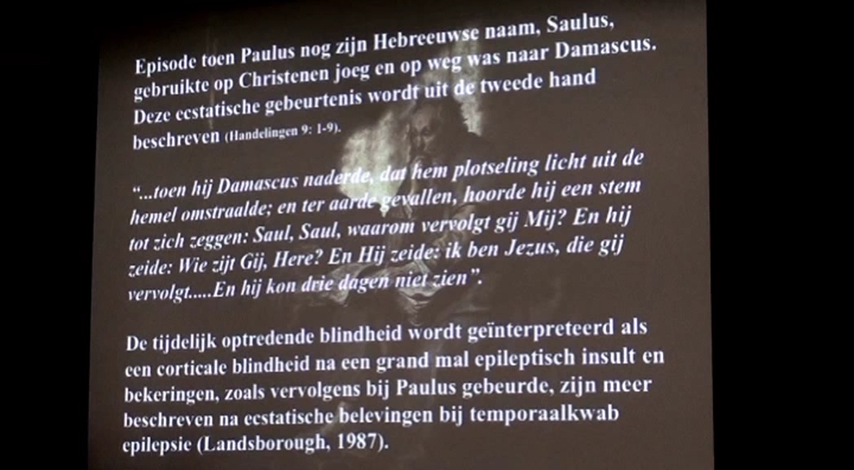 Episode toen Paulus nog zijn Hebreeuwse naam, Saulus,
gebruikte op Christenen joeg en op weg was naar Damascus.
Deze ecstatische gebeurtenis wordt uit de tweede hand
beschreven (Handelingen 9: 1-9).
“...toen hij Damascus naderde, dat hem plotseling licht uit de
hemel omstraalde; en ter aarde gevallen, hoorde hij een stem
tot zich zeggen: Saul, Saul, waarom vervolgt gij Mij? En hij
zeide: Wie zijt Gij, Here? En Hij zeide: ik ben Jezus, die gij
vervolgt.....En hij kon drie dagen niet zien”.
De tijdelijk optredende blindheid wordt geïnterpreteerd als
een corticale blindheid na een grand mal epileptisch insult en
bekeringen, zoals vervolgens bij Paulus gebeurde, zijn meer
beschreven na ecstatische belevingen bij temporaalkwab
epilepsie (Landsborough, 1987).